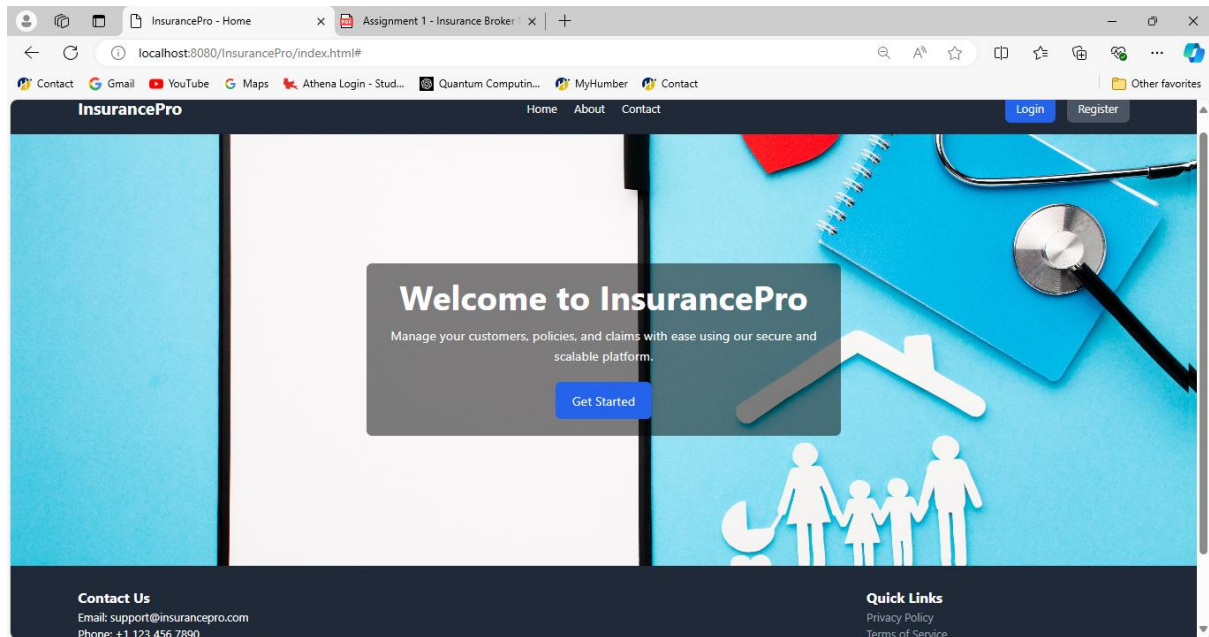 InsurancePro - Home
Assignment 1 - Insurance Broker
localhost:8080/InsurancePro/index.html#
Contact Gmail YouTube Maps Athena Login - Stud... Quantum Computin... MyHumber Contact Other favorites
InsurancePro Home About Contact Login Register
Welcome to InsurancePro
Manage your customers, policies, and claims with ease using our secure and
scalable platform.
Get Started
Contact Us
Email: support@insurancepro.com
Phone: +1 123 456 7890
Quick Links
Privacy Policy
Terms of Service